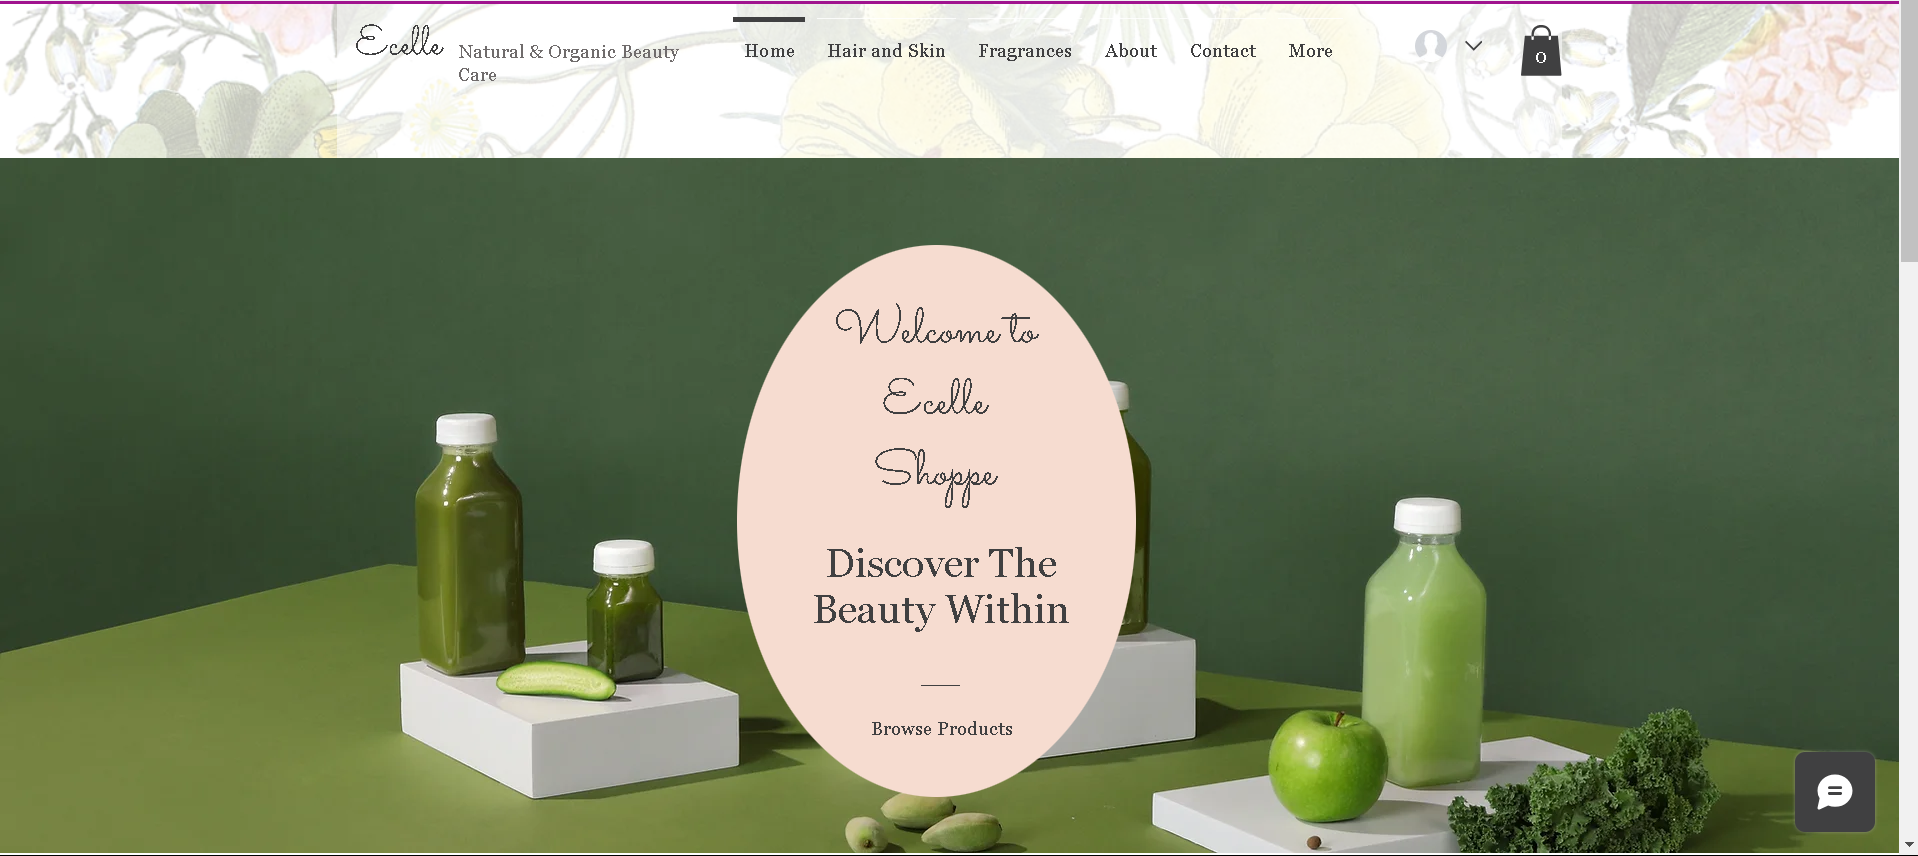 Ecelle
Natural & Organic Beauty
Care
Home
Hair and Skin
Fragrances
About
Contact
More
0
Welcome to
Ecelle
Shoppe
Discover The
Beauty Within
Browse Products